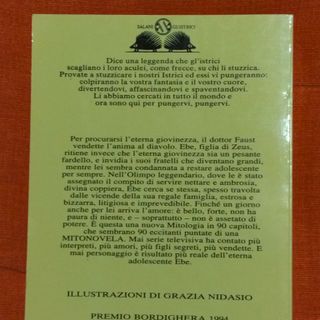 SALANI GL'ISTRICI
Dice una leggenda che gl'istrici
scagliano i loro aculei, come frecce, su chi li stuzzica.
Provate a stuzzicare i nostri Istrici ed essi vi pungeranno:
colpiranno la vostra fantasia e il vostro cuore,
divertendovi, affascinandovi e spaventandovi.
Li abbiamo cercati in tutto il mondo e
ora sono qui per pungervi, pungervi.
Per procurarsi l'eterna giovinezza, il dottor Faust
vendette l'anima al diavolo. Ebe, figlia di Zeus,
ritiene invece che l'eterna giovinezza sia un pesante
fardello, e invidia i suoi fratelli che diventano grandi,
mentre lei sembra condannata a restare adolescente
per sempre. Nell'Olimpo leggendario, dove le è stato
assegnato il compito di servire nettare e ambrosia,
divina coppiera, Ebe cerca se stessa, spesso travolta
dalle vicende della sua regale famiglia, estrosa e
bizzarra, litigiosa e imprevedibile. Finché un giorno
anche per lei arriva l'amore: è bello, forte, non ha
paura di niente, e – soprattutto – non è assetato di
potere. È questa una nuova Mitologia in 90 capitoli,
che sembrano 90 eccitanti puntate di una
MITONOVELA. Mai serie televisiva ha contato più
interpreti, più amori, più figli segreti, più vendette. E
mai personaggio è risultato più reale dell'eterna
adolescente Ebe.
ILLUSTRAZIONI DI GRAZIA NIDASIO
PREMIO BORDIGHERA 1994